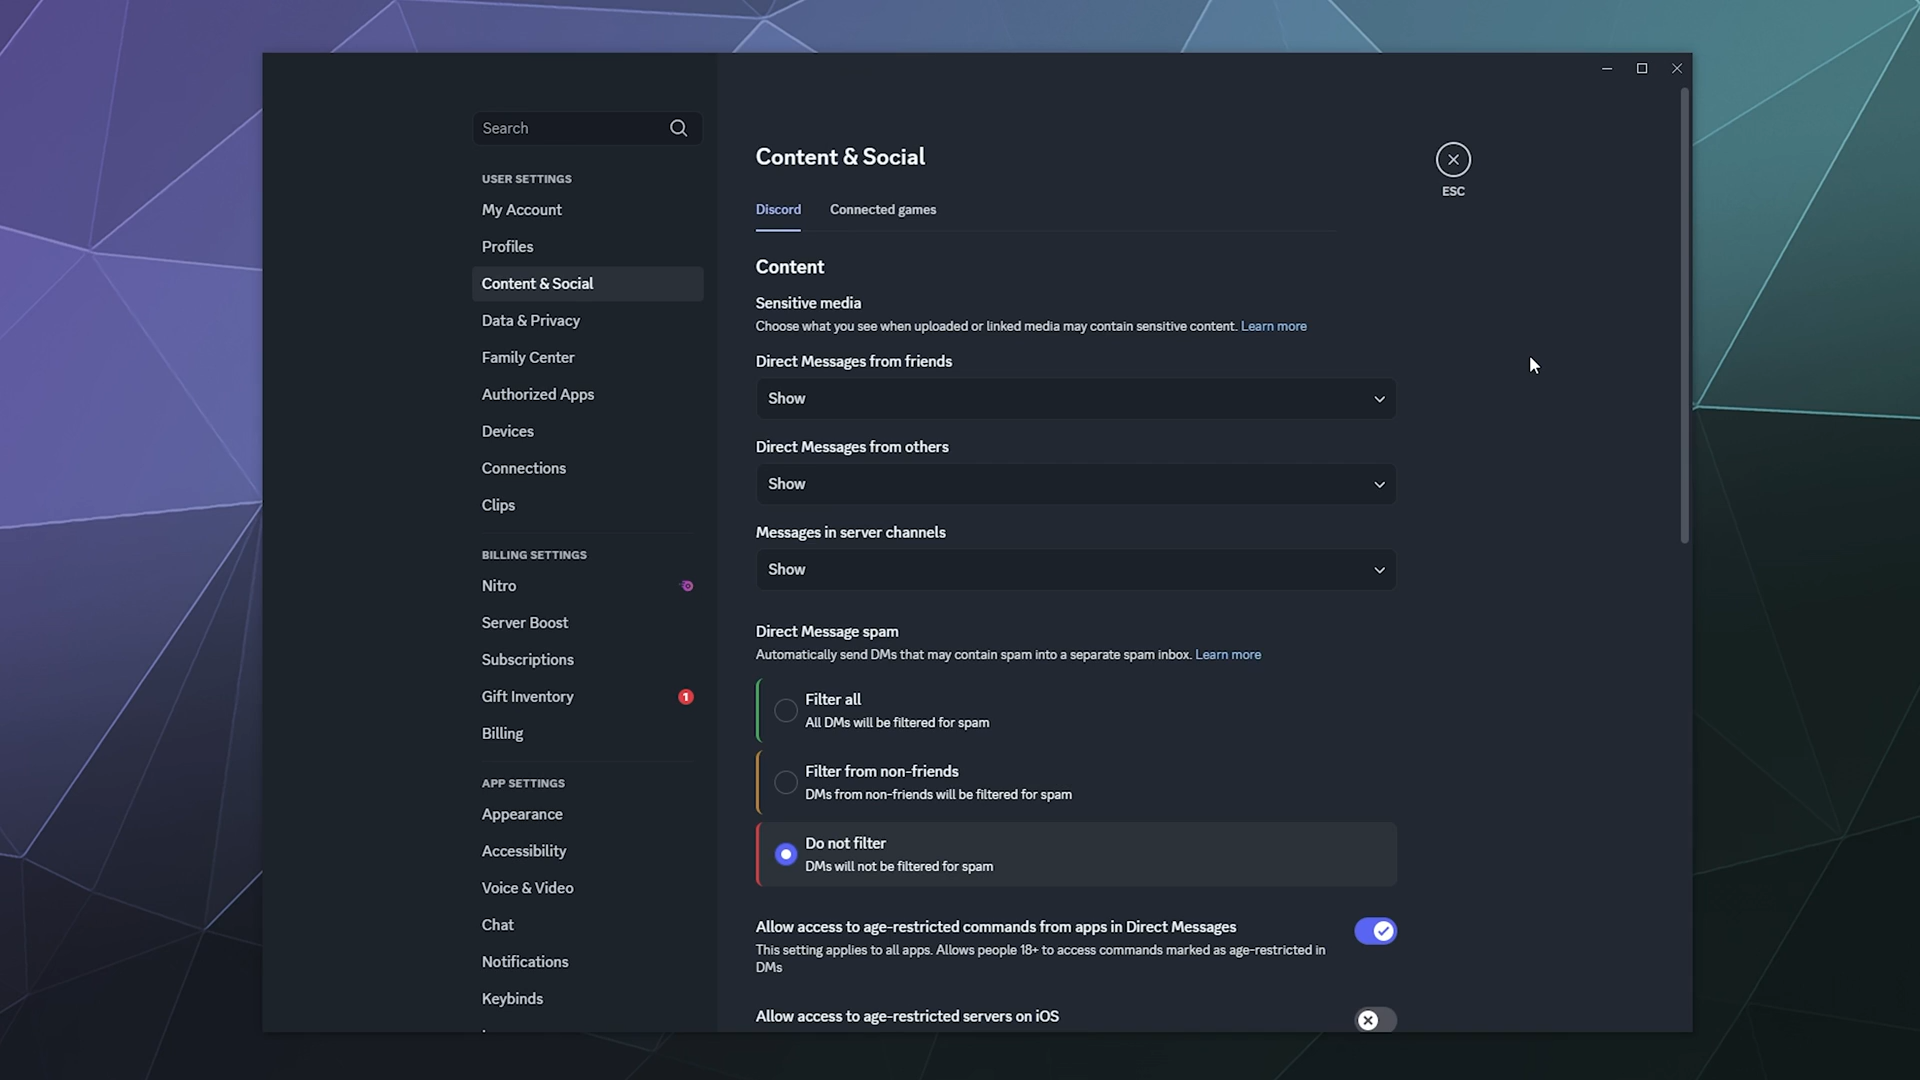 Search
USER SETTINGS
My Account
Profiles
Content & Social
Data & Privacy
Family Center
Authorized Apps
Devices
Connections
Clips
BILLING SETTINGS
Nitro
Server Boost
Subscriptions
Gift Inventory
1
Billing
APP SETTINGS
Appearance
Accessibility
Voice & Video
Chat
Notifications
Keybinds
Content & Social
ESC
Discord
Connected games
Content
Sensitive media
Choose what you see when uploaded or linked media may contain sensitive content. Learn more
Direct Messages from friends
Show
Direct Messages from others
Show
Messages in server channels
Show
Direct Message spam
Automatically send DMs that may contain spam into a separate spam inbox. Learn more
Filter all
All DMs will be filtered for spam
Filter from non-friends
DMs from non-friends will be filtered for spam
Do not filter
DMs will not be filtered for spam
Allow access to age-restricted commands from apps in Direct Messages
This setting applies to all apps. Allows people 18+ to access commands marked as age-restricted in
DMs
Allow access to age-restricted servers on iOS